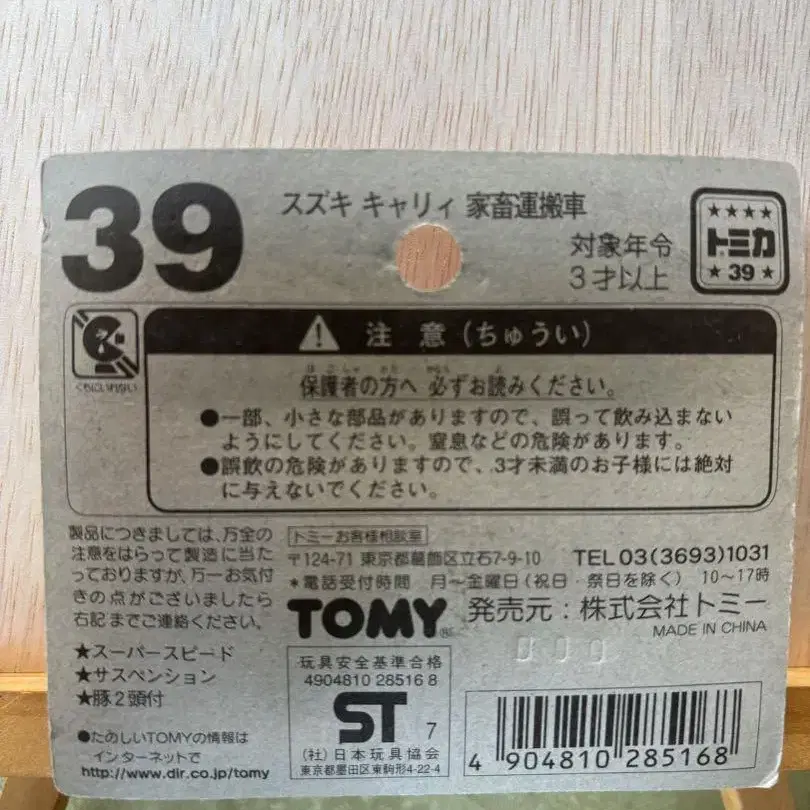 39
スズキ キャリィ 家畜運搬車
対象年令
3才以上
★★★★
トミカ
★39★
くちにいれない
注 意 (ちゅうい)
保護者の方へ 必ずお読みください。
●一部、小さな部品がありますので、誤って飲み込まない
ようにしてください。窒息などの危険があります。
●誤飲の危険がありますので、3才未満のお子様には絶対
に与えないでください。
製品につきましては、万全の
注意をはらって製造に当た
っておりますが、万一お気付
きの点がございましたら
右記までご連絡ください。
★スーパースピード
★サスペンション
★豚2頭付
●たのしいTOMYの情報は
インターネットで
http://www.dir.co.jp/tomy
トミーお客様相談室
〒124-71 東京都葛飾区立石7-9-10 TEL 03(3693)1031
*電話受付時間 月〜金曜日(祝日・祭日を除く) 10〜17時
TOMY® 発売元:株式会社トミー
MADE IN CHINA
玩具安全基準合格
4904810 28516 8
ST 7
(社)日本玩具協会
東京都墨田区東駒形4-22-4
4 904810 285168